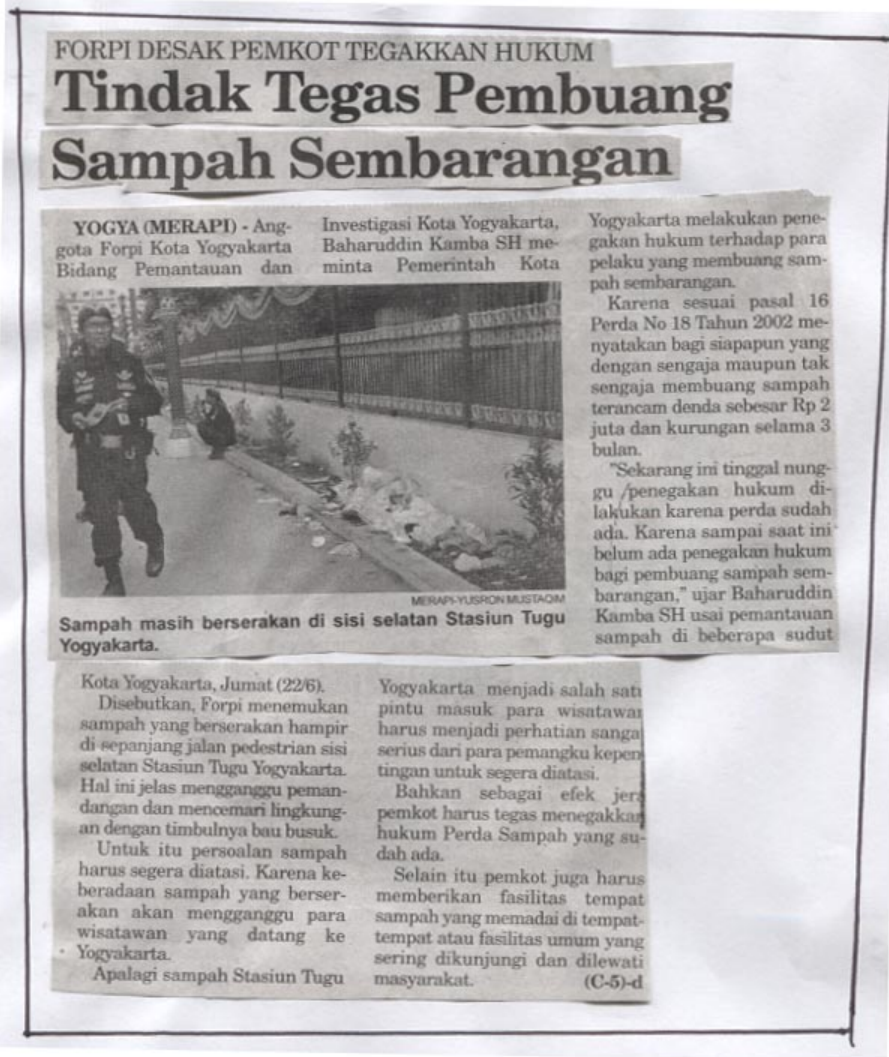 FORPI DESAK PEMKOT TEGAKKAN HUKUM
Tindak Tegas Pembuang
Sampah Sembarangan
YOGYA (MERAPI) - Ang-
gota Forpi Kota Yogyakarta
Bidang Pemantauan dan
Investigasi Kota Yogyakarta,
Baharuddin Kamba SH me-
minta Pemerintah Kota
MERAPI-YUSRON MUSTAQIM
Sampah masih berserakan di sisi selatan Stasiun Tugu
Yogyakarta.
Yogyakarta melakukan pene-
gakan hukum terhadap para
pelaku yang membuang sam-
pah sembarangan.
Karena sesuai pasal 16
Perda No 18 Tahun 2002 me-
nyatakan bagi siapapun yang
dengan sengaja maupun tak
sengaja membuang sampah
terancam denda sebesar Rp 2
juta dan kurungan selama 3
bulan.
"Sekarang ini tinggal nung-
gu penegakan hukum di-
lakukan karena perda sudah
ada. Karena sampai saat ini
belum ada penegakan hukum
bagi pembuang sampah sem-
barangan," ujar Baharuddin
Kamba SH usai pemantauan
sampah di beberapa sudut
Kota Yogyakarta, Jumat (22/6).
Disebutkan, Forpi menemukan
sampah yang berserakan hampir
di sepanjang jalan pedestrian sisi
selatan Stasiun Tugu Yogyakarta.
Hal ini jelas mengganggu peman-
dangan dan mencemari lingkung-
an dengan timbulnya bau busuk.
Untuk itu persoalan sampah
harus segera diatasi. Karena ke-
beradaan sampah yang berser-
akan akan mengganggu para
wisatawan yang datang ke
Yogyakarta.
Apalagi sampah Stasiun Tugu
Yogyakarta menjadi salah satu
pintu masuk para wisatawan
harus menjadi perhatian sanga
serius dari para pemangku kepen
tingan untuk segera diatasi.
Bahkan sebagai efek jera
pemkot harus tegas menegakkan
hukum Perda Sampah yang su-
dah ada.
Selain itu pemkot juga harus
memberikan fasilitas tempat
sampah yang memadai di tempat-
tempat atau fasilitas umum yang
sering dikunjungi dan dilewati
masyarakat. (C-5)-d